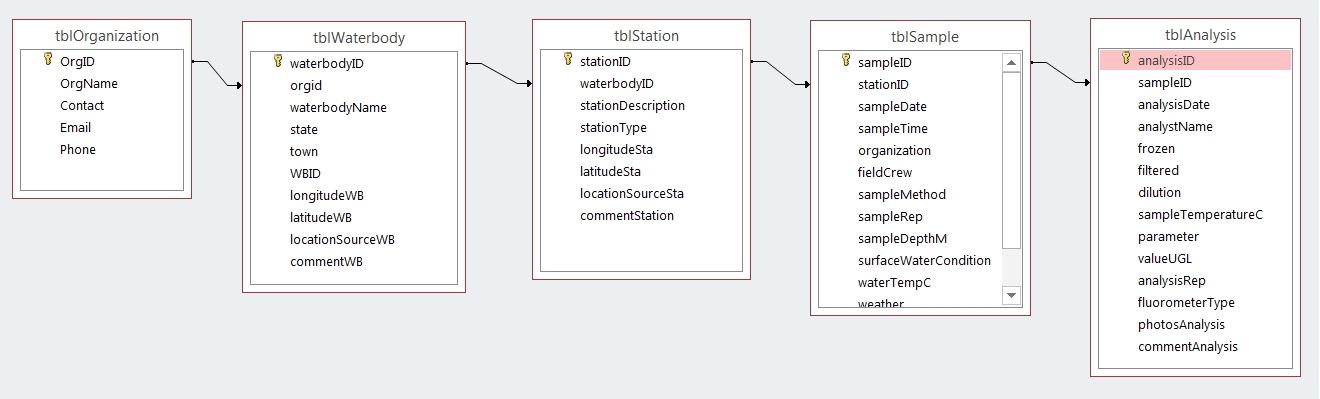 tblOrganization
OrgID
OrgName
Contact
Email
Phone
tblWaterbody
waterbodyID
orgid
waterbodyName
state
town
WBID
longitudeWB
latitudeWB
locationSourceWB
commentWB
tblStation
stationID
waterbodyID
stationDescription
stationType
longitudeSta
latitudeSta
locationSourceSta
commentStation
tblSample
sampleID
stationID
sampleDate
sampleTime
organization
fieldCrew
sampleMethod
sampleRep
sampleDepthM
surfaceWaterCondition
waterTempC
weather
tblAnalysis
analysisID
sampleID
analysisDate
analystName
frozen
filtered
dilution
sampleTemperatureC
parameter
valueUGL
analysisRep
fluorometerType
photosAnalysis
commentAnalysis